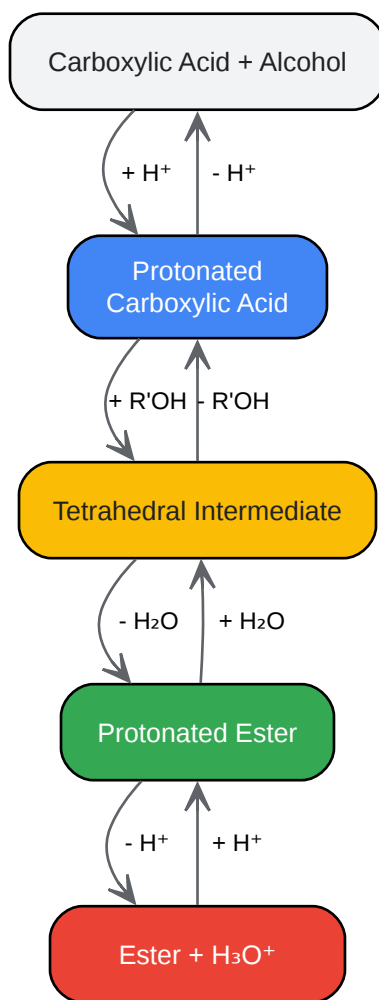 Carboxylic Acid + Alcohol
+ H⁺ - H⁺
Protonated
Carboxylic Acid
+ R'OH - R'OH
Tetrahedral Intermediate
- H₂O + H₂O
Protonated Ester
- H⁺ + H⁺
Ester + H₃O⁺